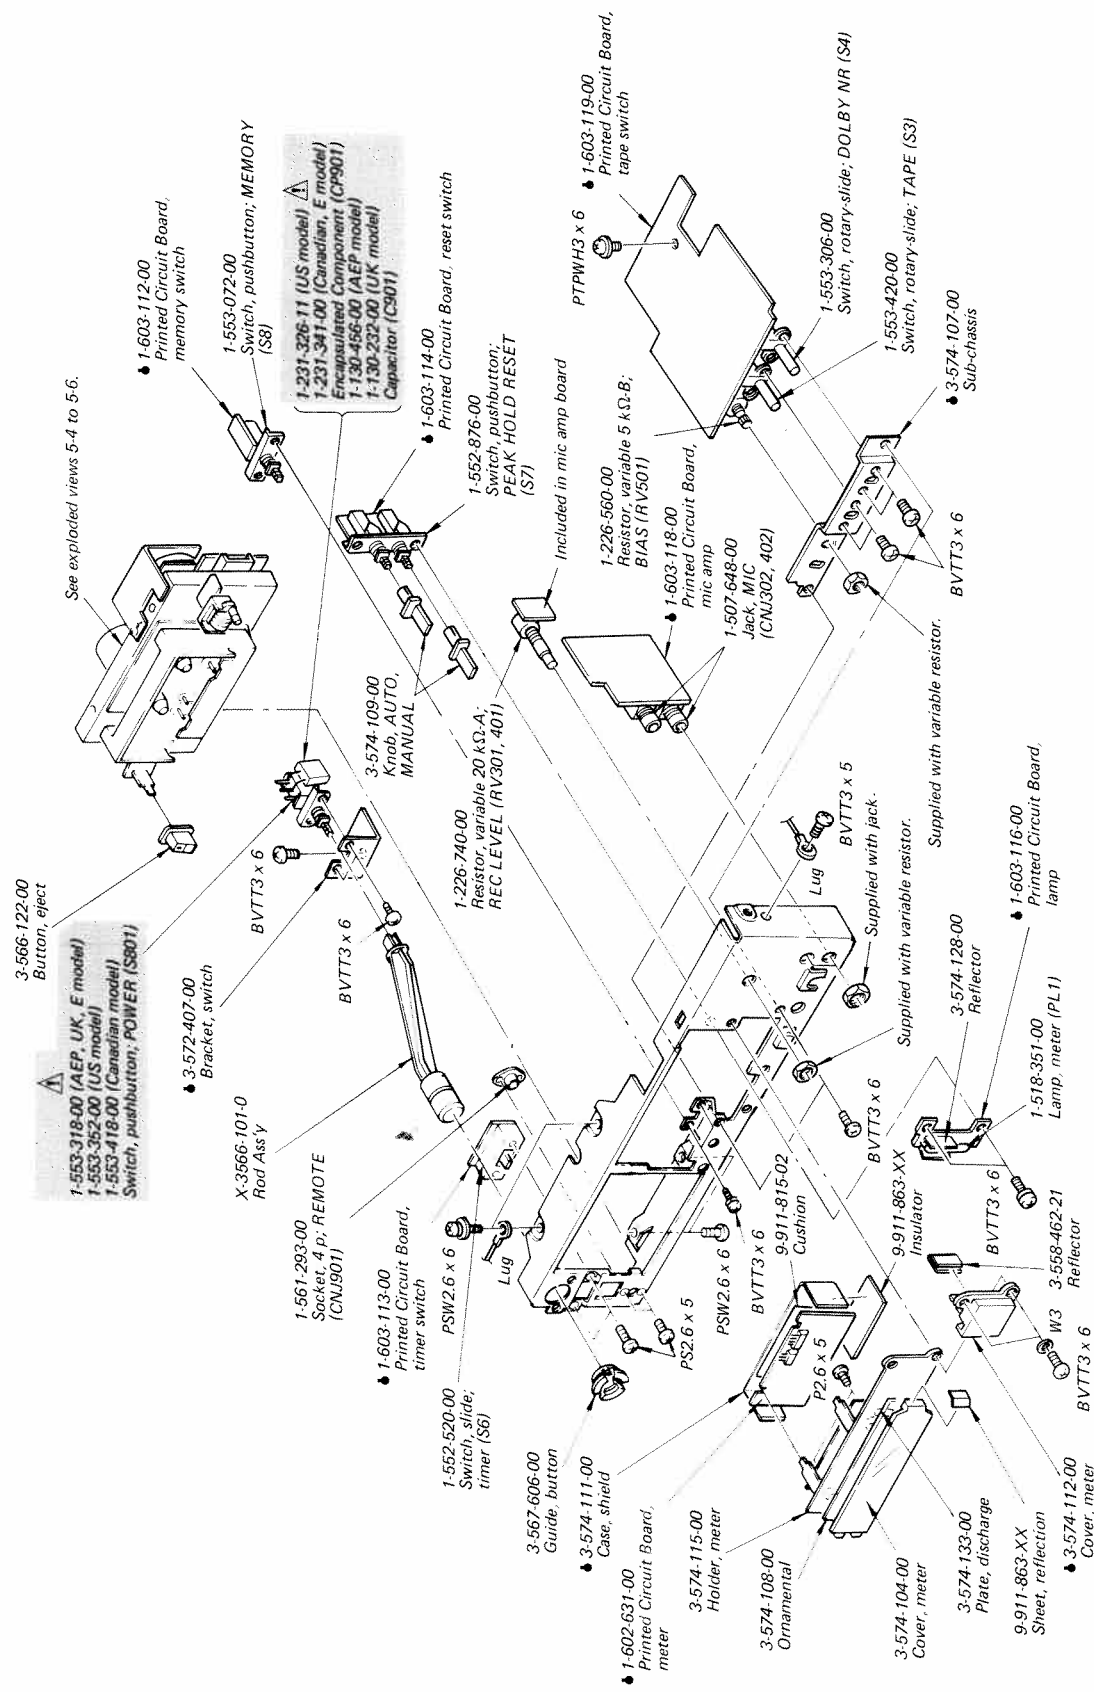 See exploded views 5-4 to 5-6.
1-603-112-00
Printed Circuit Board,
memory switch
1-553-072-00
Switch, pushbutton; MEMORY
(S8)
1-231-326-11 (US model)
1-231-341-00 (Canadian, E model)
Encapsulated Component (CP901)
1-130-456-00 (AEP model)
1-130-232-00 (UK model)
Capacitor (C901)
1-603-114-00
Printed Circuit Board, reset switch
1-552-876-00
Switch, pushbutton;
PEAK HOLD RESET
(S7)
Included in mic amp board
PTPWH3 x 6
1-603-119-00
Printed Circuit Board,
tape switch
1-226-560-00
Resistor, variable 5 kΩ-B;
BIAS (RV501)
1-603-118-00
Printed Circuit Board,
mic amp
1-507-648-00
Jack, MIC
(CNJ302, 402)
1-553-306-00
Switch, rotary-slide; DOLBY NR (S4)
1-553-420-00
Switch, rotary-slide; TAPE (S3)
3-574-107-00
Sub-chassis
BVTT3 x 6
Supplied with variable resistor.
3-566-122-00
Button, eject
1-553-318-00 (AEP, UK, E model)
1-553-352-00 (US model)
1-553-418-00 (Canadian model)
Switch, pushbutton; POWER (S801)
BVTT3 x 6
3-572-407-00
Bracket, switch
BVTT3 x 6
3-574-109-00
Knob, AUTO,
MANUAL
1-226-740-00
Resistor, variable 20 kΩ-A;
REC LEVEL (RV301, 401)
X-3566-101-0
Rod Ass'y
1-561-293-00
Socket, 4 p; REMOTE
(CNJ901)
1-603-113-00
Printed Circuit Board,
timer switch
PSW2.6 x 6
Lug
1-552-520-00
Switch, slide;
timer (S6)
Lug
BVTT3 x 5
Supplied with jack.
Supplied with variable resistor.
1-603-116-00
Printed Circuit Board,
lamp
3-574-128-00
Reflector
1-518-351-00
Lamp, meter (PL1)
BVTT3 x 6
BVTT3 x 6
3-558-462-21
Reflector
9-911-863-XX
Insulator
9-911-815-02
Cushion
BVTT3 x 6
PSW2.6 x 6
PS2.6 x 5
P2.6 x 5
W3
BVTT3 x 6
3-567-606-00
Guide, button
3-574-111-00
Case, shield
1-602-631-00
Printed Circuit Board,
meter
3-574-115-00
Holder, meter
3-574-108-00
Ornamental
3-574-104-00
Cover, meter
3-574-133-00
Plate, discharge
9-911-863-XX
Sheet, reflection
3-574-112-00
Cover, meter